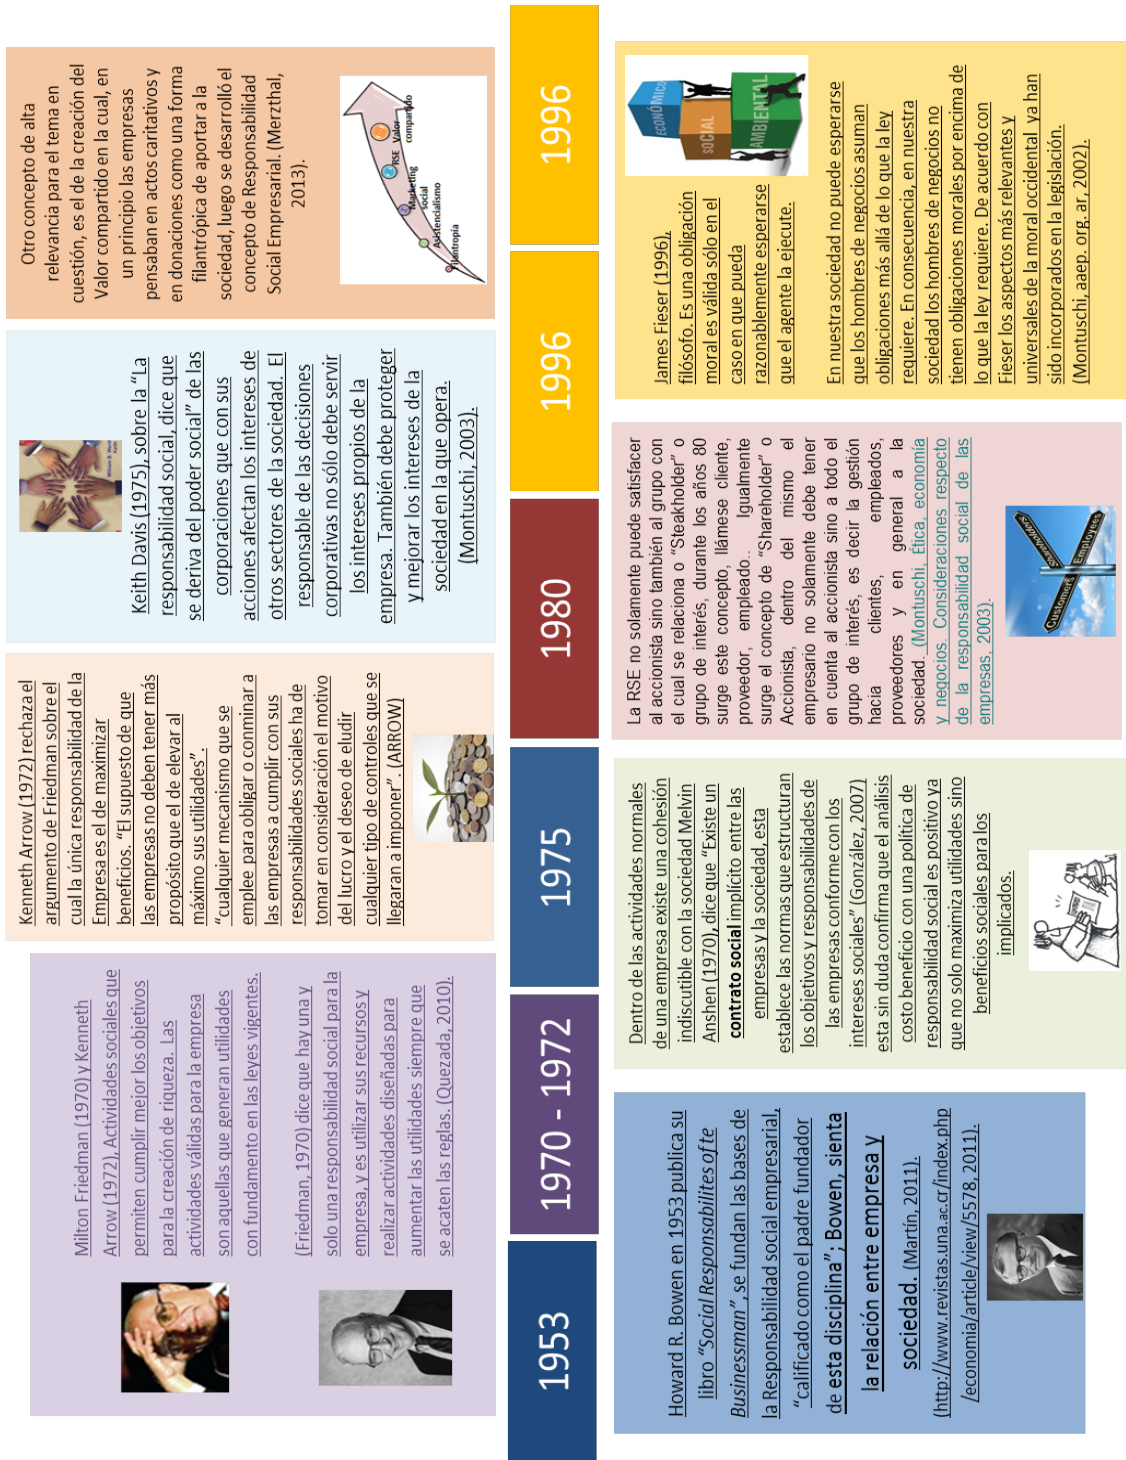 Milton Friedman (1970) y Kenneth
Arrow (1972), Actividades sociales que
permiten cumplir mejor los objetivos
para la creación de riqueza. Las
actividades válidas para la empresa
son aquellas que generan utilidades
con fundamento en las leyes vigentes.
(Friedman, 1970) dice que hay una y
solo una responsabilidad social para la
empresa, y es utilizar sus recursos y
realizar actividades diseñadas para
aumentar las utilidades siempre que
se acaten las reglas. (Quezada, 2010).
Kenneth Arrow (1972) rechaza el
argumento de Friedman sobre el
cual la única responsabilidad de la
Empresa es el de maximizar
beneficios. “El supuesto de que
las empresas no deben tener más
propósito que el de elevar al
máximo sus utilidades”.
“cualquier mecanismo que se
emplee para obligar o conminar a
las empresas a cumplir con sus
responsabilidades sociales ha de
tomar en consideración el motivo
del lucro y el deseo de eludir
cualquier tipo de controles que se
llegaran a imponer”. (ARROW)
Keith Davis (1975), sobre la “La
responsabilidad social, dice que
se deriva del poder social” de las
corporaciones que con sus
acciones afectan los intereses de
otros sectores de la sociedad. El
responsable de las decisiones
corporativas no sólo debe servir
los intereses propios de la
empresa. También debe proteger
y mejorar los intereses de la
sociedad en la que opera.
(Montuschi, 2003).
Otro concepto de alta
relevancia para el tema en
cuestión, es el de la creación del
Valor compartido en la cual, en
un principio las empresas
pensaban en actos caritativos y
en donaciones como una forma
filantrópica de aportar a la
sociedad, luego se desarrolló el
concepto de Responsabilidad
Social Empresarial. (Merzthal,
2013).
Filantropía
Asistencialismo
Marketing
social
RSE
Valor
compartido
1953
1970 - 1972
1975
1980
1996
1996
Howard R. Bowen en 1953 publica su
libro “Social Responsabilites ofte
Businessman”, se fundan las bases de
la Responsabilidad social empresarial,
“calificado como el padre fundador
de esta disciplina”; Bowen, sienta
la relación entre empresa y
sociedad. (Martín, 2011).
(http://www.revistas.una.ac.cr/index.php
/economia/article/view/5578, 2011).
Dentro de las actividades normales
de una empresa existe una cohesión
indiscutible con la sociedad Melvin
Anshen (1970), dice que “Existe un
contrato social implícito entre las
empresas y la sociedad, esta
establece las normas que estructuran
los objetivos y responsabilidades de
las empresas conforme con los
intereses sociales” (González, 2007)
esta sin duda confirma que el análisis
costo beneficio con una política de
responsabilidad social es positivo ya
que no solo maximiza utilidades sino
beneficios sociales para los
implicados.
La RSE no solamente puede satisfacer
al accionista sino también al grupo con
el cual se relaciona o “Steakholder” o
grupo de interés, durante los años 80
surge este concepto, llámese cliente,
proveedor, empleado.. Igualmente
surge el concepto de “Shareholder” o
Accionista, dentro del mismo el
empresario no solamente debe tener
en cuenta al accionista sino a todo el
grupo de interés, es decir la gestión
hacia clientes, empleados,
proveedores y en general a la
sociedad. (Montuschi, Ética, economía
y negocios. Consideraciones respecto
de la responsabilidad social de las
empresas, 2003).
Customers
Shareholders
Employees
James Fieser (1996),
filósofo. Es una obligación
moral es válida sólo en el
caso en que pueda
razonablemente esperarse
que el agente la ejecute.
ECONÓMICO
SOCIAL
AMBIENTAL
En nuestra sociedad no puede esperarse
que los hombres de negocios asuman
obligaciones más allá de lo que la ley
requiere. En consecuencia, en nuestra
sociedad los hombres de negocios no
tienen obligaciones morales por encima de
lo que la ley requiere. De acuerdo con
Fieser los aspectos más relevantes y
universales de la moral occidental ya han
sido incorporados en la legislación.
(Montuschi, aaep. org. ar, 2002).